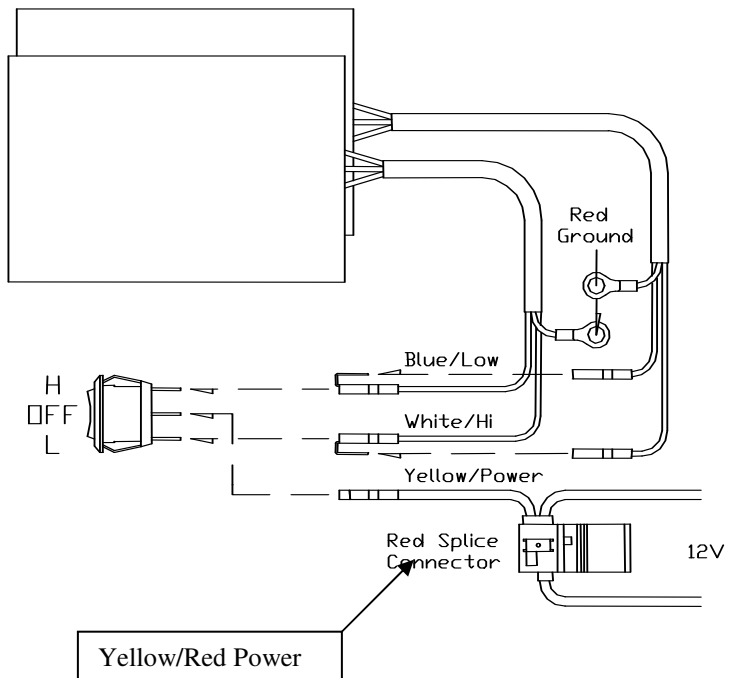 Red
Ground
Blue/Low
H
OFF
L
White/Hi
Yellow/Power
Red Splice
Connector
12V
Yellow/Red Power